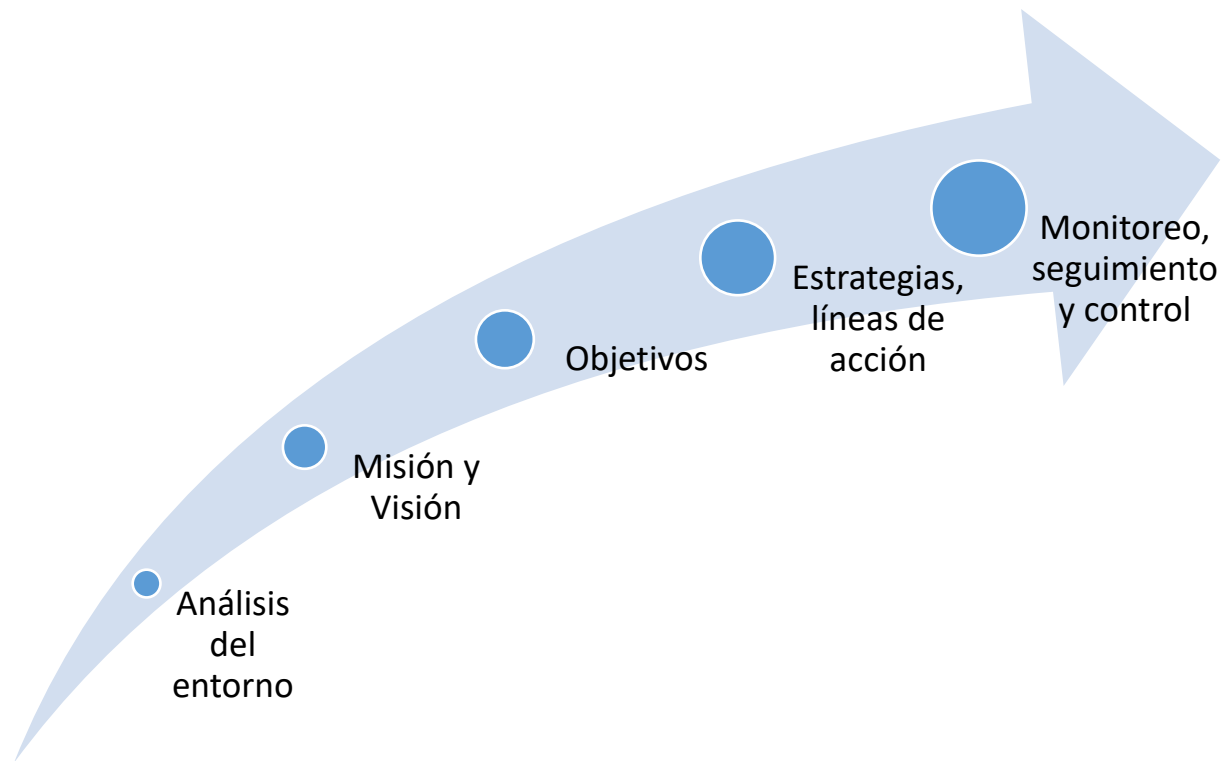 Análisis
del
entorno
Misión y
Visión
Objetivos
Estrategias,
líneas de
acción
Monitoreo,
seguimiento
y control